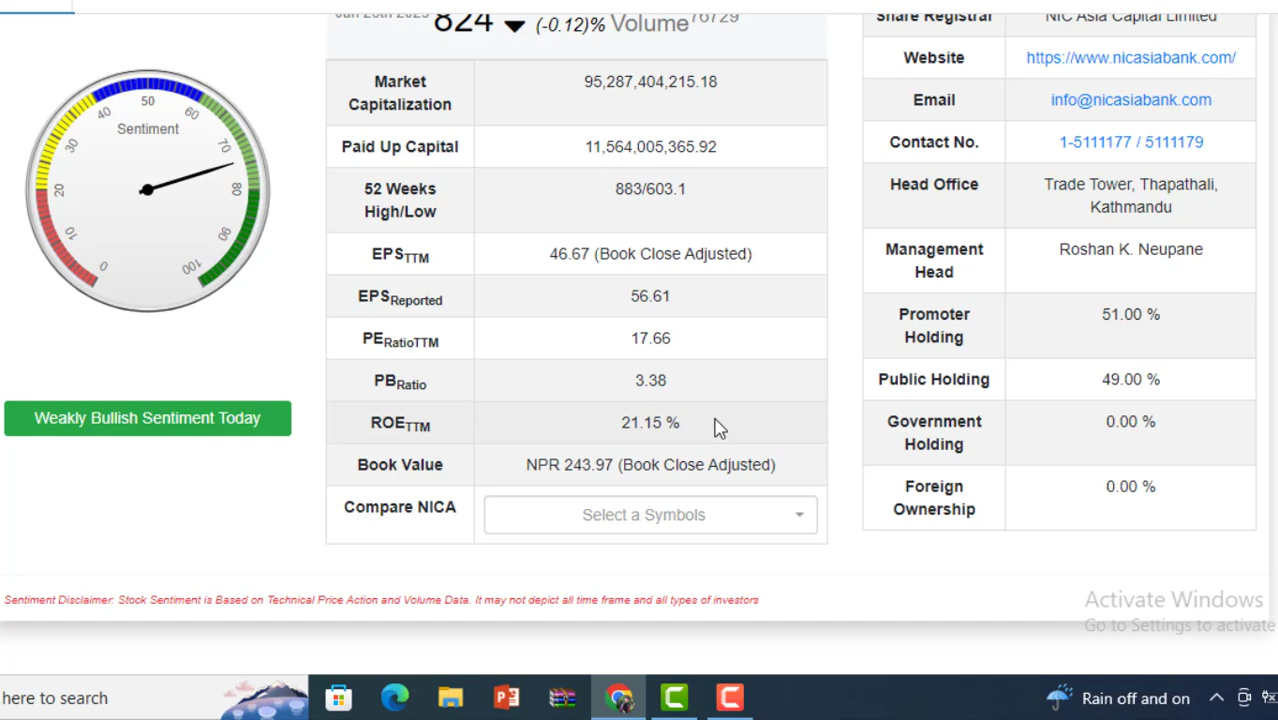 Jun 26th 2023 824 (-0.12)% Volume 76729
Market Capitalization 95,287,404,215.18
Paid Up Capital 11,564,005,365.92
52 Weeks High/Low 883/603.1
EPSTTM 46.67 (Book Close Adjusted)
EPSReported 56.61
PERatioTTM 17.66
PBRatio 3.38
ROETTM 21.15 %
Book Value NPR 243.97 (Book Close Adjusted)
Compare NICA Select a Symbols
0 10 20 30 40 50 60 70 80 90 100
Sentiment
Weakly Bullish Sentiment Today
Share Registrar NIC Asia Capital Limited
Website https://www.nicasiabank.com/
Email info@nicasiabank.com
Contact No. 1-5111177 / 5111179
Head Office Trade Tower, Thapathali,
Kathmandu
Management Head Roshan K. Neupane
Promoter Holding 51.00 %
Public Holding 49.00 %
Government Holding 0.00 %
Foreign Ownership 0.00 %
Sentiment Disclaimer: Stock Sentiment is Based on Technical Price Action and Volume Data. It may not depict all time frame and all types of investors
Activate Windows
Go to Settings to activate
here to search
Rain off and on